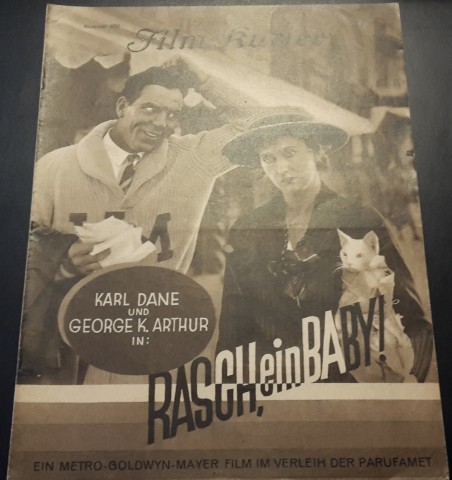 Film-Kurier
KARL DANE
UND
GEORGE K. ARTHUR
IN:
RASCH, ein BABY!
EIN METRO-GOLDWYN-MAYER FILM IM VERLEIH DER PARUFAMET